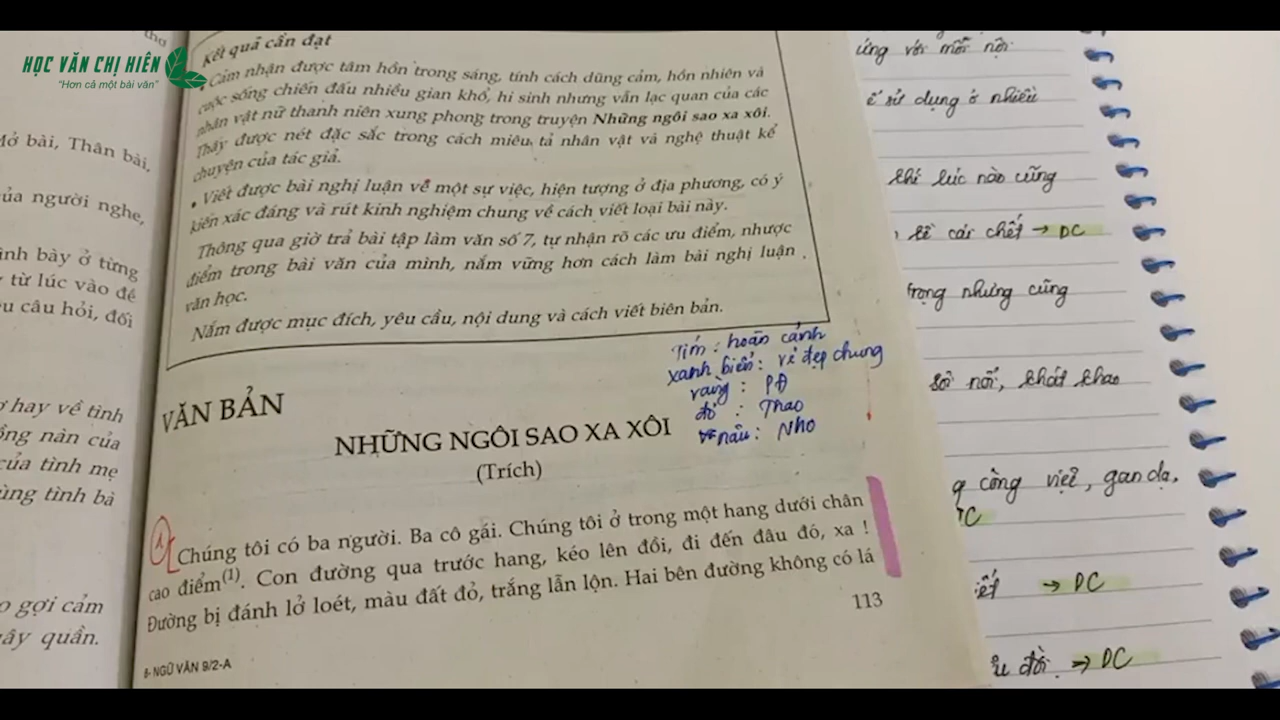 HỌC VĂN CHỊ HIÊN
"Hơn cả một bài văn"
thơ
Mở bài, Thân bài,
của người nghe,
ình bày ở từng
từ lúc vào đề
u câu hỏi, đối
hay về tình
ồng nàn của
của tình mẹ
ùng tình bà
gợi cảm
ây quần.
Kết quả cần đạt
Cảm nhận được tâm hồn trong sáng, tính cách dũng cảm, hồn nhiên và
cuộc sống chiến đấu nhiều gian khổ, hi sinh nhưng vẫn lạc quan của các
nhân vật nữ thanh niên xung phong trong truyện Những ngôi sao xa xôi.
Thấy được nét đặc sắc trong cách miêu tả nhân vật và nghệ thuật kể
chuyện của tác giả.
• Viết được bài nghị luận về một sự việc, hiện tượng ở địa phương, có ý
kiến xác đáng và rút kinh nghiệm chung về cách viết loại bài này.
Thông qua giờ trả bài tập làm văn số 7, tự nhận rõ các ưu điểm, nhược
điểm trong bài văn của mình, nắm vững hơn cách làm bài nghị luận
văn học.
Nắm được mục đích, yêu cầu, nội dung và cách viết biên bản.
Tím : hoàn cảnh
xanh biển : vẻ đẹp chung
vàng : PĐ
đỏ : Thao
nâu : Nho
VĂN BẢN
NHỮNG NGÔI SAO XA XÔI
(Trích)
Chúng tôi có ba người. Ba cô gái. Chúng tôi ở trong một hang dưới chân
cao điểm(1). Con đường qua trước hang, kéo lên đồi, đi đến đâu đó, xa !
Đường bị đánh lở loét, màu đất đỏ, trắng lẫn lộn. Hai bên đường không có lá
113
8- NGỮ VĂN 9/2-A
ứng với mỗi nội
sử dụng ở nhiều
khi lúc nào cũng
kề cái chết → DC
trọng nhưng cũng
sôi nổi, khát khao
công việc, gan dạ,
→ DC
đời → DC